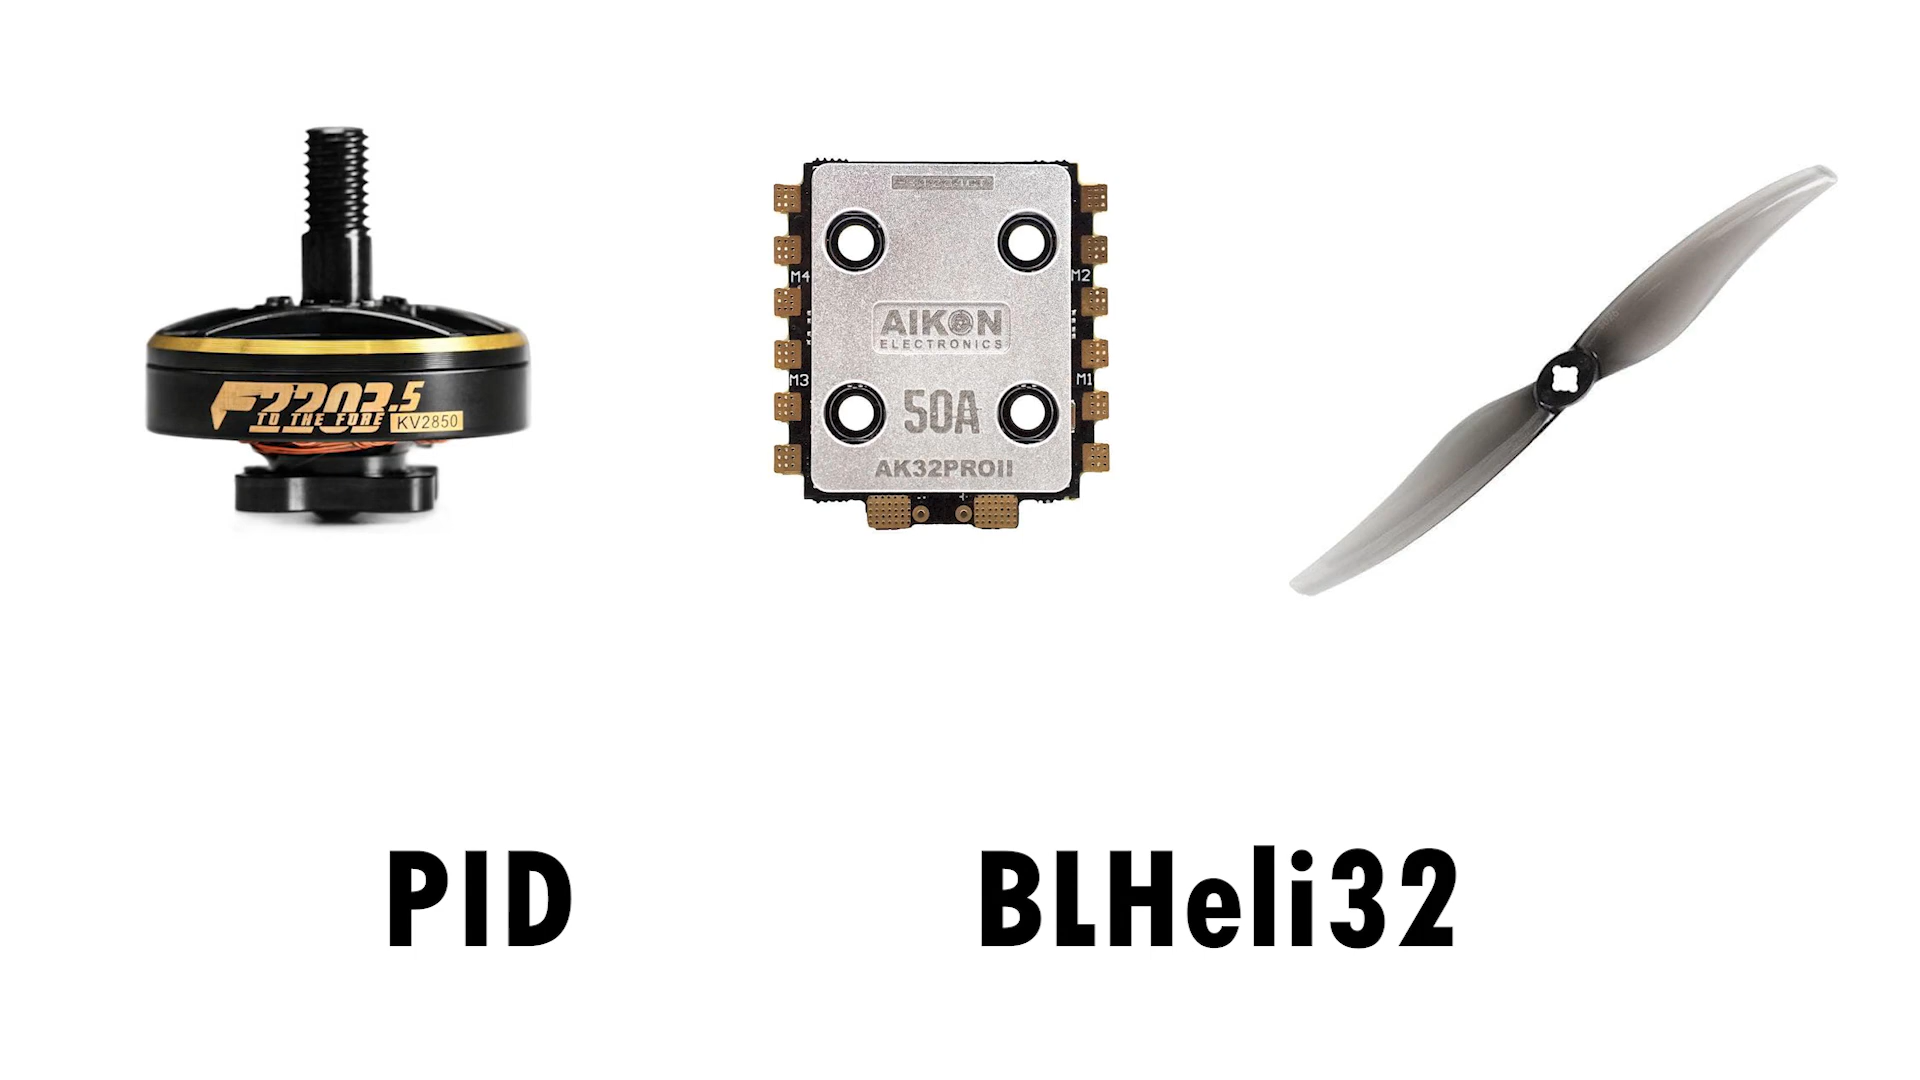 F2203.5
TO THE FORE
KV2850
M4
M2
AIKON
ELECTRONICS
M3
M1
50A
AK32PROII
PID
BLHeli32